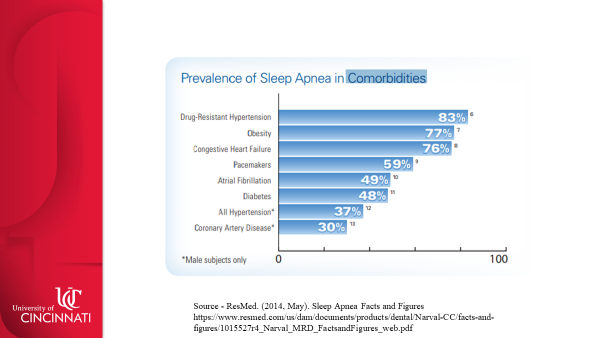 Prevalence of Sleep Apnea in Comorbidities
Drug-Resistant Hypertension 83% 6
Obesity 77% 7
Congestive Heart Failure 76% 8
Pacemakers 59% 9
Atrial Fibrillation 49% 10
Diabetes 48% 11
All Hypertension* 37% 12
Coronary Artery Disease* 30% 13
*Male subjects only 0 100
University of
CINCINNATI
Source - ResMed. (2014, May). Sleep Apnea Facts and Figures
https://www.resmed.com/us/dam/documents/products/dental/Narval-CC/facts-and-
figures/1015527r4_Narval_MRD_FactsandFigures_web.pdf